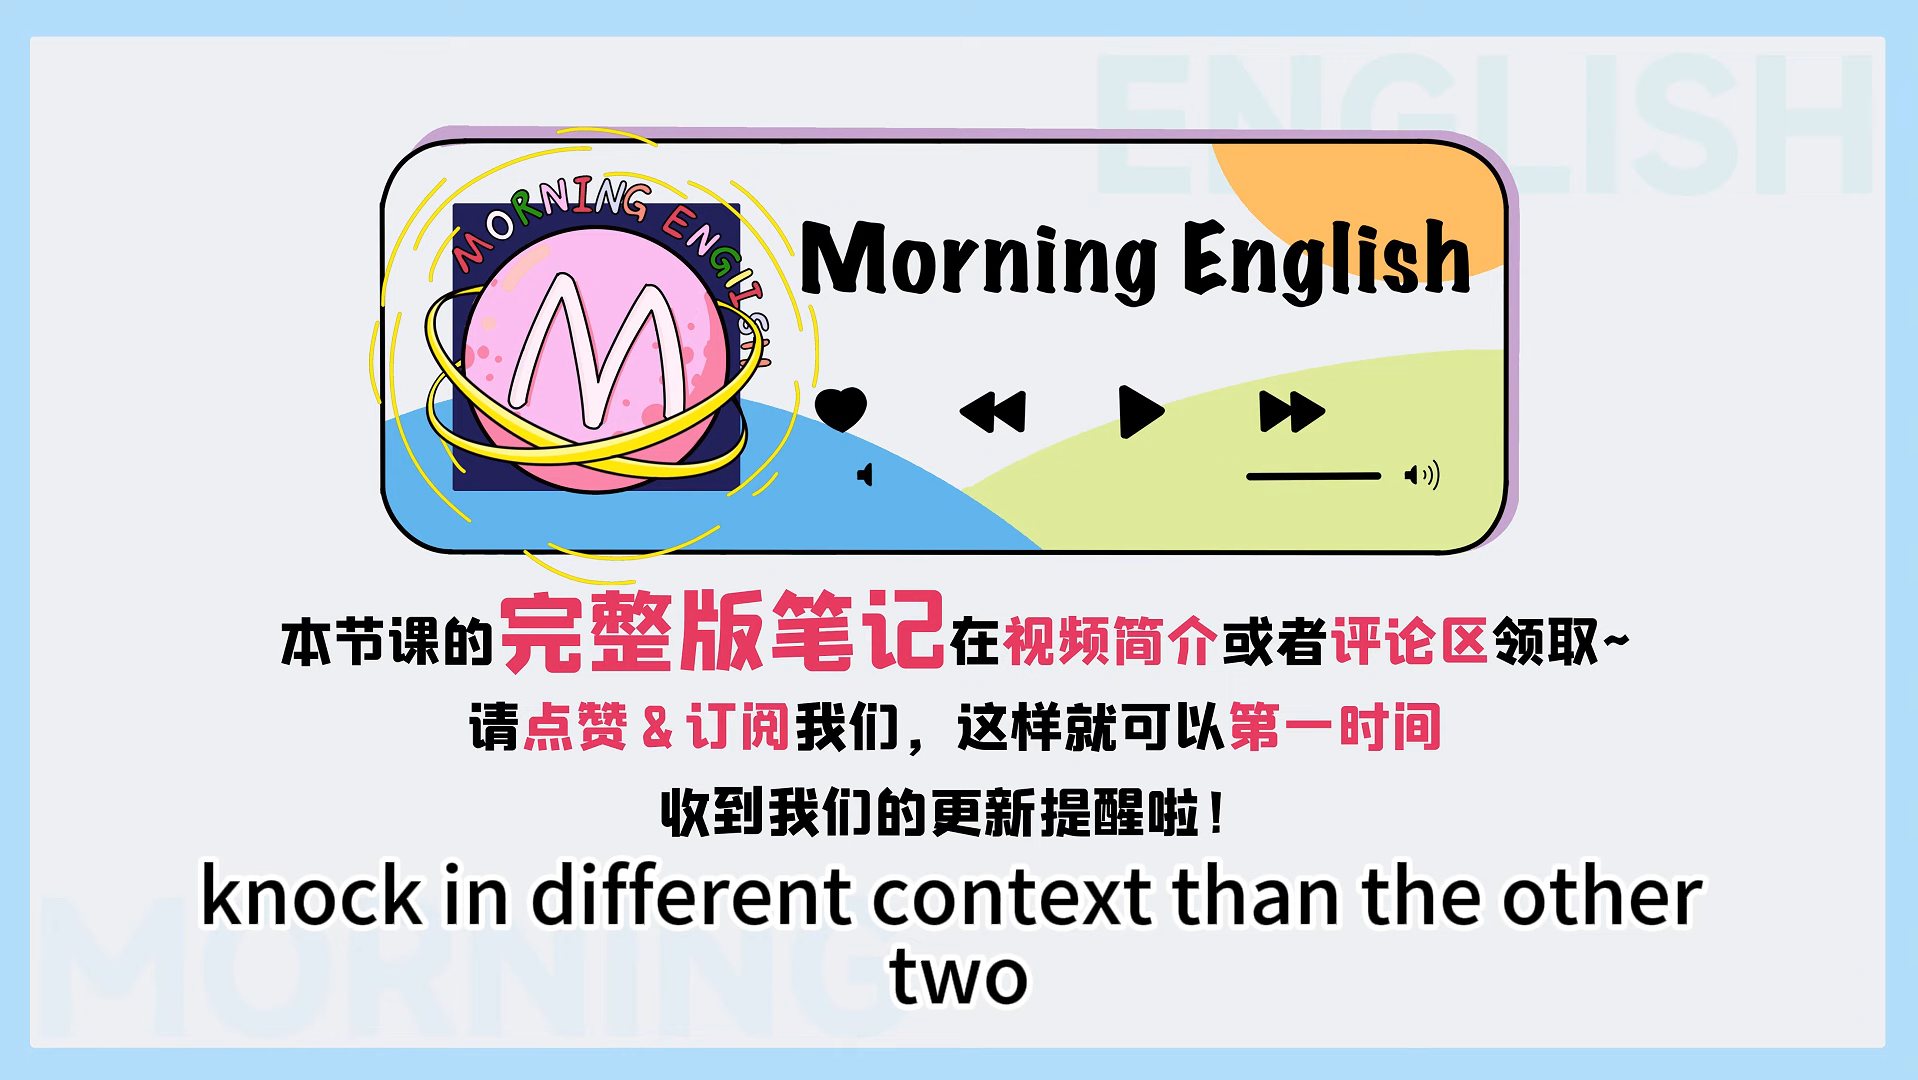 ENGLISH
MORNING ENGLISH
M
Morning English
本节课的完整版笔记在视频简介或者评论区领取~
请点赞&订阅我们，这样就可以第一时间
收到我们的更新提醒啦！
knock in different context than the other
two
MORNING